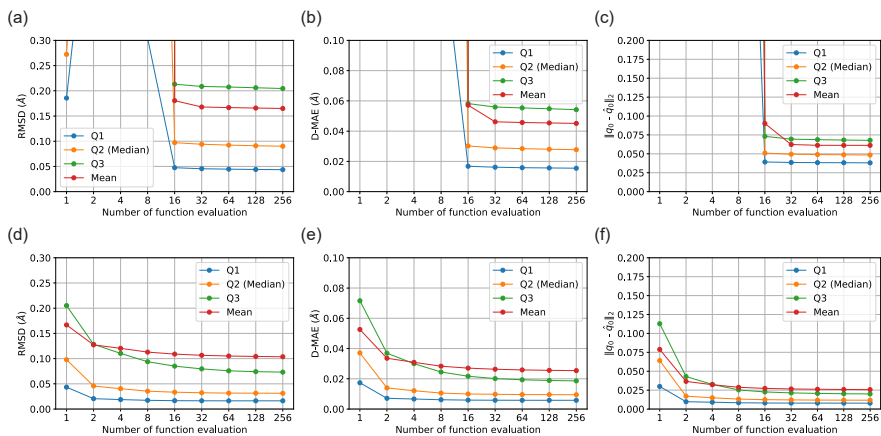 (a)
RMSD (Å)
0.30
0.25
0.20
0.15
0.10
0.05
0.00
Q1
Q2 (Median)
Q3
Mean
1 2 4 8 16 32 64 128 256
Number of function evaluation
(b)
D-MAE (Å)
0.10
0.08
0.06
0.04
0.02
0.00
Q1
Q2 (Median)
Q3
Mean
1 2 4 8 16 32 64 128 256
Number of function evaluation
(c)
‖q₀ - q̂₀‖₂
0.200
0.175
0.150
0.125
0.100
0.075
0.050
0.025
0.000
Q1
Q2 (Median)
Q3
Mean
1 2 4 8 16 32 64 128 256
Number of function evaluation
(d)
RMSD (Å)
0.30
0.25
0.20
0.15
0.10
0.05
0.00
Q1
Q2 (Median)
Q3
Mean
1 2 4 8 16 32 64 128 256
Number of function evaluation
(e)
D-MAE (Å)
0.10
0.08
0.06
0.04
0.02
0.00
Q1
Q2 (Median)
Q3
Mean
1 2 4 8 16 32 64 128 256
Number of function evaluation
(f)
‖q₀ - q̂₀‖₂
0.200
0.175
0.150
0.125
0.100
0.075
0.050
0.025
0.000
Q1
Q2 (Median)
Q3
Mean
1 2 4 8 16 32 64 128 256
Number of function evaluation